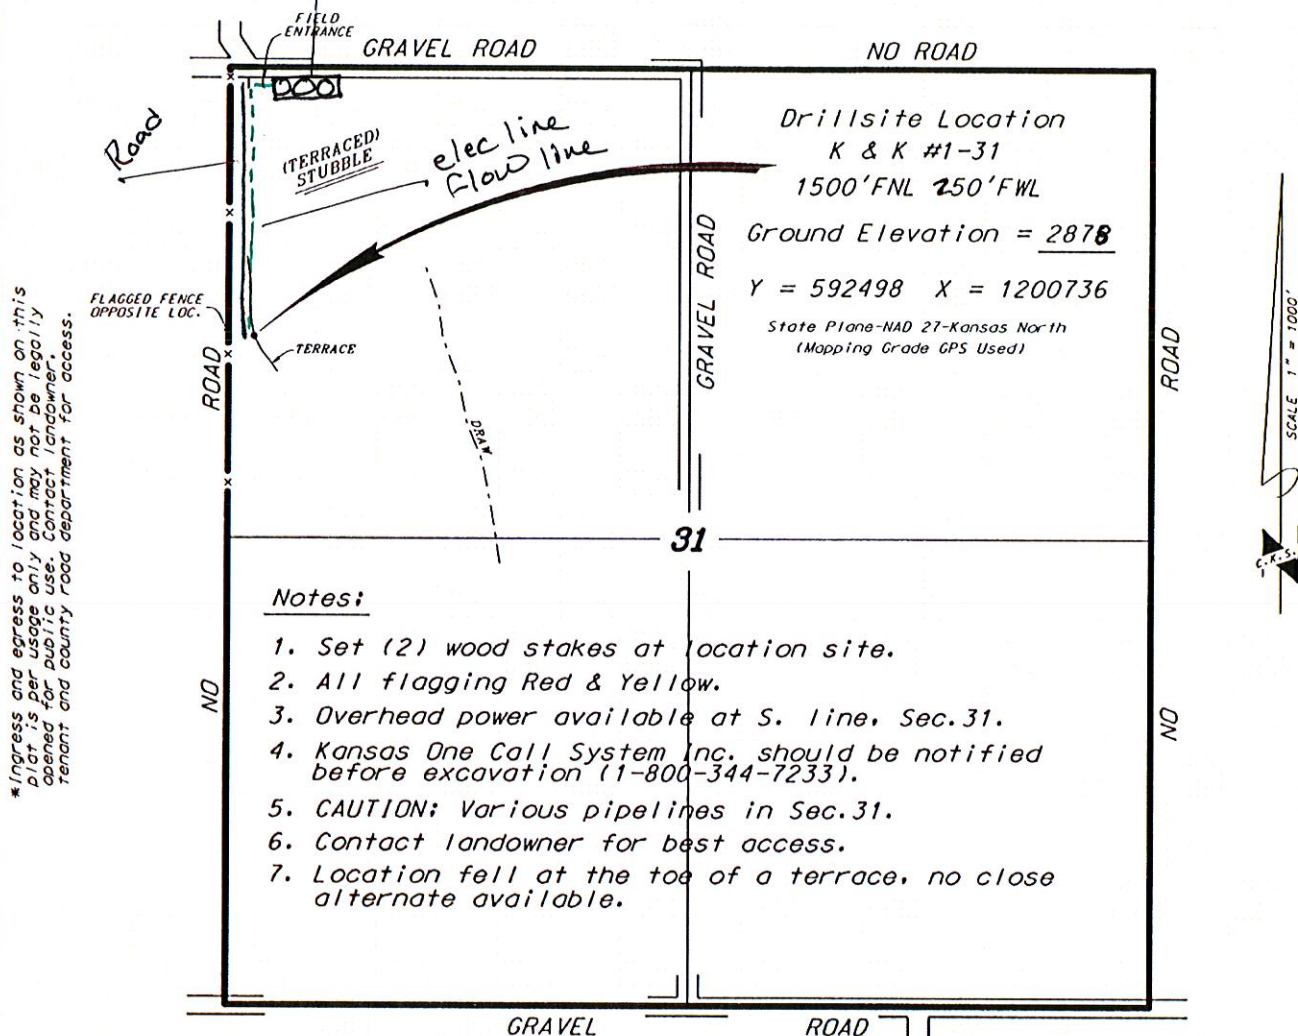 FIELD
ENTRANCE
GRAVEL ROAD
NO ROAD
Road
(TERRACED)
STUBBLE
elec line
flow line
Drillsite Location
K & K #1-31
1500'FNL 250'FWL
Ground Elevation = 2878
Y = 592498 X = 1200736
State Plane-NAD 27-Kansas North
(Mapping Grade GPS Used)
GRAVEL ROAD
FLAGGED FENCE
OPPOSITE LOC.
TERRACE
ROAD
NO
DRAW
ROAD
NO
SCALE 1" = 1000'
C.K.S.
*Ingress and egress to location as shown on this
plat is per usage only and may not be legally
opened for public use. Contact landowner,
tenant and county road department for access.
31
Notes:
1. Set (2) wood stakes at location site.
2. All flagging Red & Yellow.
3. Overhead power available at S. line, Sec.31.
4. Kansas One Call System Inc. should be notified
before excavation (1-800-344-7233).
5. CAUTION: Various pipelines in Sec.31.
6. Contact landowner for best access.
7. Location fell at the toe of a terrace, no close
alternate available.
GRAVEL ROAD